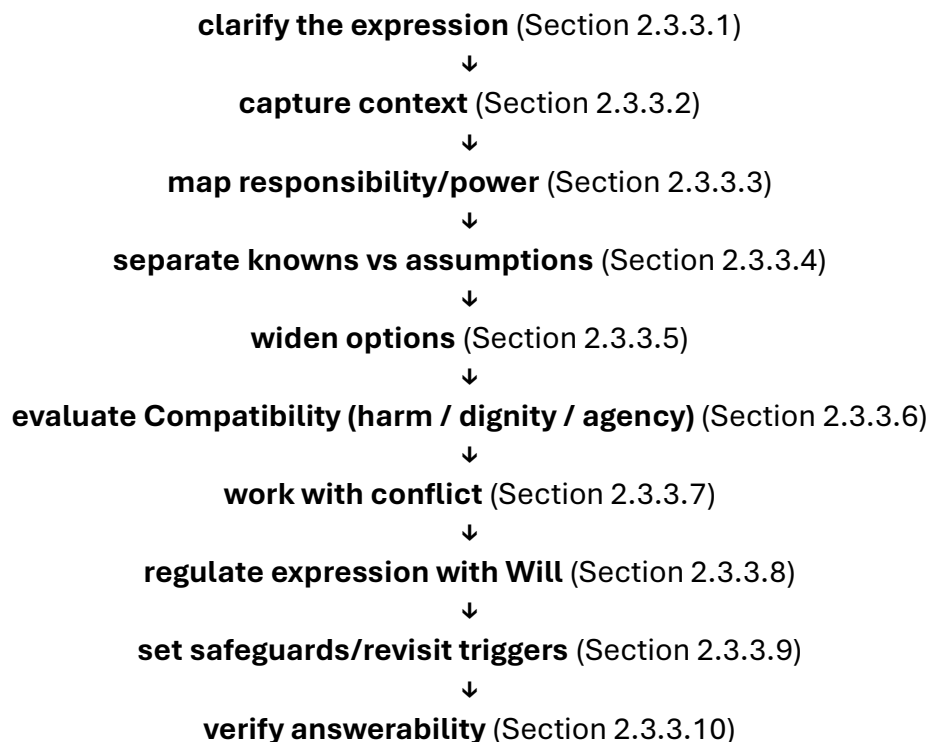 clarify the expression (Section 2.3.3.1)
↓
capture context (Section 2.3.3.2)
↓
map responsibility/power (Section 2.3.3.3)
↓
separate knowns vs assumptions (Section 2.3.3.4)
↓
widen options (Section 2.3.3.5)
↓
evaluate Compatibility (harm / dignity / agency) (Section 2.3.3.6)
↓
work with conflict (Section 2.3.3.7)
↓
regulate expression with Will (Section 2.3.3.8)
↓
set safeguards/revisit triggers (Section 2.3.3.9)
↓
verify answerability (Section 2.3.3.10)